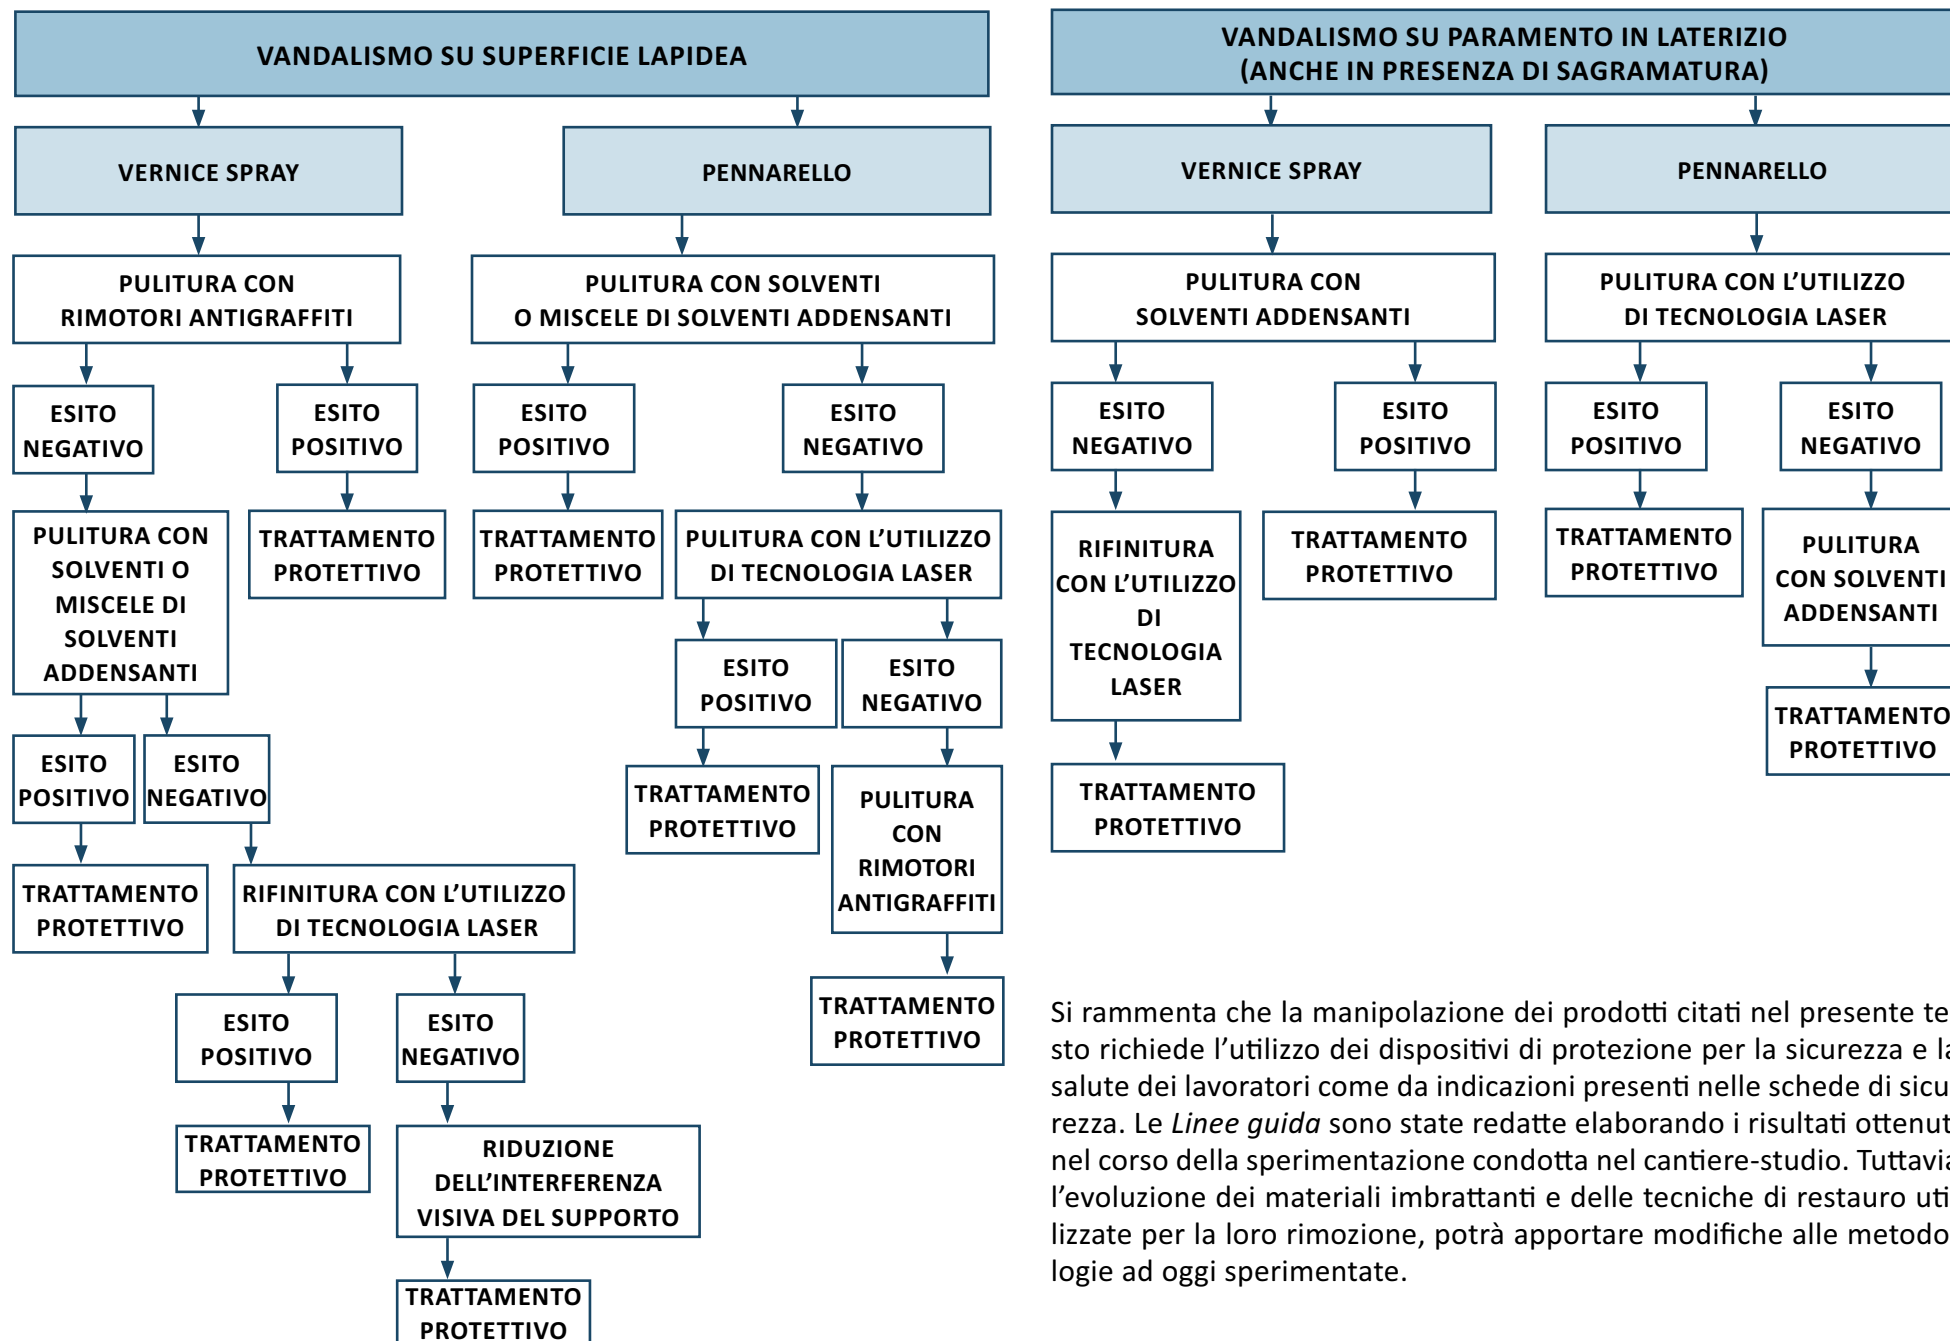 VANDALISMO SU SUPERFICIE LAPIDEA
VERNICE SPRAY
PENNARELLO
PULITURA CON
RIMOTORI ANTIGRAFFITI
PULITURA CON SOLVENTI
O MISCELE DI SOLVENTI ADDENSANTI
ESITO
NEGATIVO
ESITO
POSITIVO
ESITO
POSITIVO
ESITO
NEGATIVO
PULITURA CON
SOLVENTI O
MISCELE DI
SOLVENTI
ADDENSANTI
TRATTAMENTO
PROTETTIVO
TRATTAMENTO
PROTETTIVO
PULITURA CON L'UTILIZZO
DI TECNOLOGIA LASER
ESITO
POSITIVO
ESITO
NEGATIVO
ESITO
POSITIVO
ESITO
NEGATIVO
TRATTAMENTO
PROTETTIVO
PULITURA
CON
RIMOTORI
ANTIGRAFFITI
TRATTAMENTO
PROTETTIVO
RIFINITURA CON L'UTILIZZO
DI TECNOLOGIA LASER
TRATTAMENTO
PROTETTIVO
ESITO
POSITIVO
ESITO
NEGATIVO
TRATTAMENTO
PROTETTIVO
RIDUZIONE
DELL'INTERFERENZA
VISIVA DEL SUPPORTO
TRATTAMENTO
PROTETTIVO
VANDALISMO SU PARAMENTO IN LATERIZIO
(ANCHE IN PRESENZA DI SAGRAMATURA)
VERNICE SPRAY
PENNARELLO
PULITURA CON
SOLVENTI ADDENSANTI
PULITURA CON L'UTILIZZO
DI TECNOLOGIA LASER
ESITO
NEGATIVO
ESITO
POSITIVO
ESITO
POSITIVO
ESITO
NEGATIVO
RIFINITURA
CON L'UTILIZZO
DI
TECNOLOGIA
LASER
TRATTAMENTO
PROTETTIVO
TRATTAMENTO
PROTETTIVO
PULITURA
CON SOLVENTI
ADDENSANTI
TRATTAMENTO
PROTETTIVO
TRATTAMENTO
PROTETTIVO
Si rammenta che la manipolazione dei prodotti citati nel presente te
sto richiede l'utilizzo dei dispositivi di protezione per la sicurezza e la
salute dei lavoratori come da indicazioni presenti nelle schede di sicu
rezza. Le Linee guida sono state redatte elaborando i risultati ottenut
nel corso della sperimentazione condotta nel cantiere-studio. Tuttavia
l'evoluzione dei materiali imbrattanti e delle tecniche di restauro uti
lizzate per la loro rimozione, potrà apportare modifiche alle metodo
logie ad oggi sperimentate.